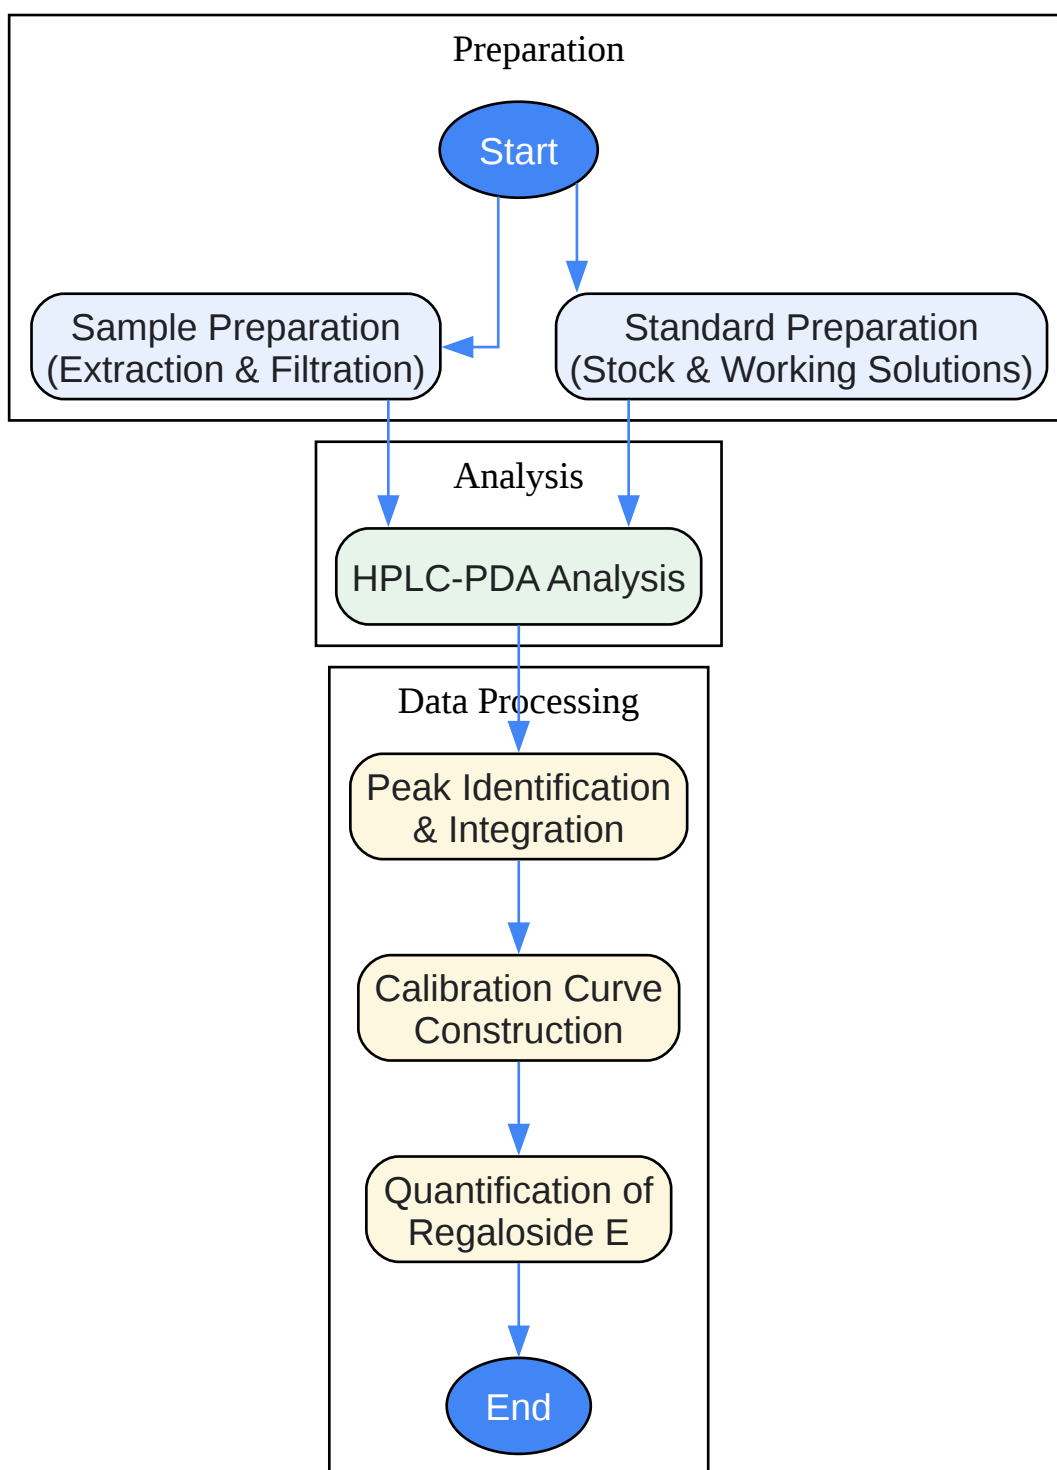 Preparation
Start
Sample Preparation
(Extraction & Filtration)
Standard Preparation
(Stock & Working Solutions)
Analysis
HPLC-PDA Analysis
Data Processing
Peak Identification
& Integration
Calibration Curve
Construction
Quantification of
Regaloside E
End